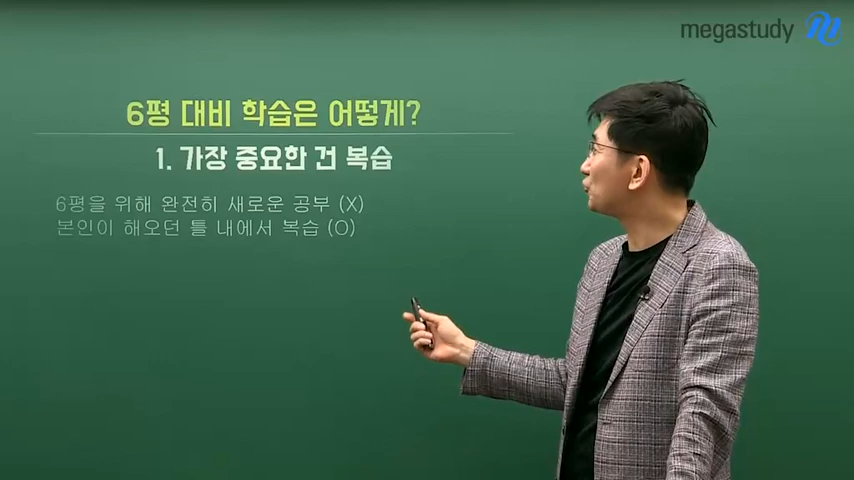 megastudy
6평 대비 학습은 어떻게?
1. 가장 중요한 건 복습
6평을 위해 완전히 새로운 공부 (X)
본인이 해오던 틀 내에서 복습 (O)